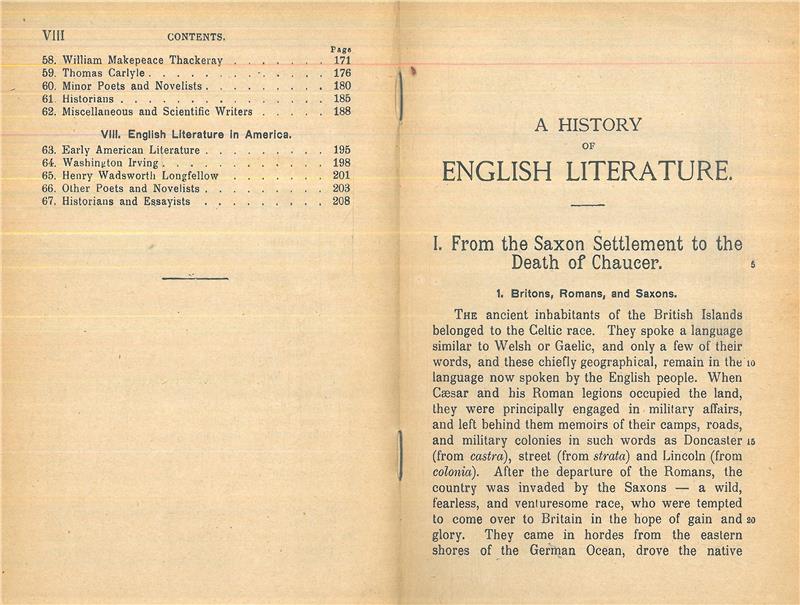 VIII CONTENTS.
Page
58. William Makepeace Thackeray . . . . . . . 171
59. Thomas Carlyle . . . . . . . . . . . . 176
60. Minor Poets and Novelists . . . . . . . . 180
61. Historians . . . . . . . . . . . . . . 185
62. Miscellaneous and Scientific Writers . . . . . 188
VIII. English Literature in America.
63. Early American Literature . . . . . . . . 195
64. Washington Irving . . . . . . . . . . . 198
65. Henry Wadsworth Longfellow . . . . . . . 201
66. Other Poets and Novelists . . . . . . . . 203
67. Historians and Essayists . . . . . . . . 208
A HISTORY
OF
ENGLISH LITERATURE.
I. From the Saxon Settlement to the
Death of Chaucer. 5
1. Britons, Romans, and Saxons.
THE ancient inhabitants of the British Islands
belonged to the Celtic race. They spoke a language
similar to Welsh or Gaelic, and only a few of their
words, and these chiefly geographical, remain in the 10
language now spoken by the English people. When
Cæsar and his Roman legions occupied the land,
they were principally engaged in military affairs,
and left behind them memoirs of their camps, roads,
and military colonies in such words as Doncaster 15
(from castra), street (from strata) and Lincoln (from
colonia). After the departure of the Romans, the
country was invaded by the Saxons — a wild,
fearless, and venturesome race, who were tempted
to come over to Britain in the hope of gain and 20
glory. They came in hordes from the eastern
shores of the German Ocean, drove the native